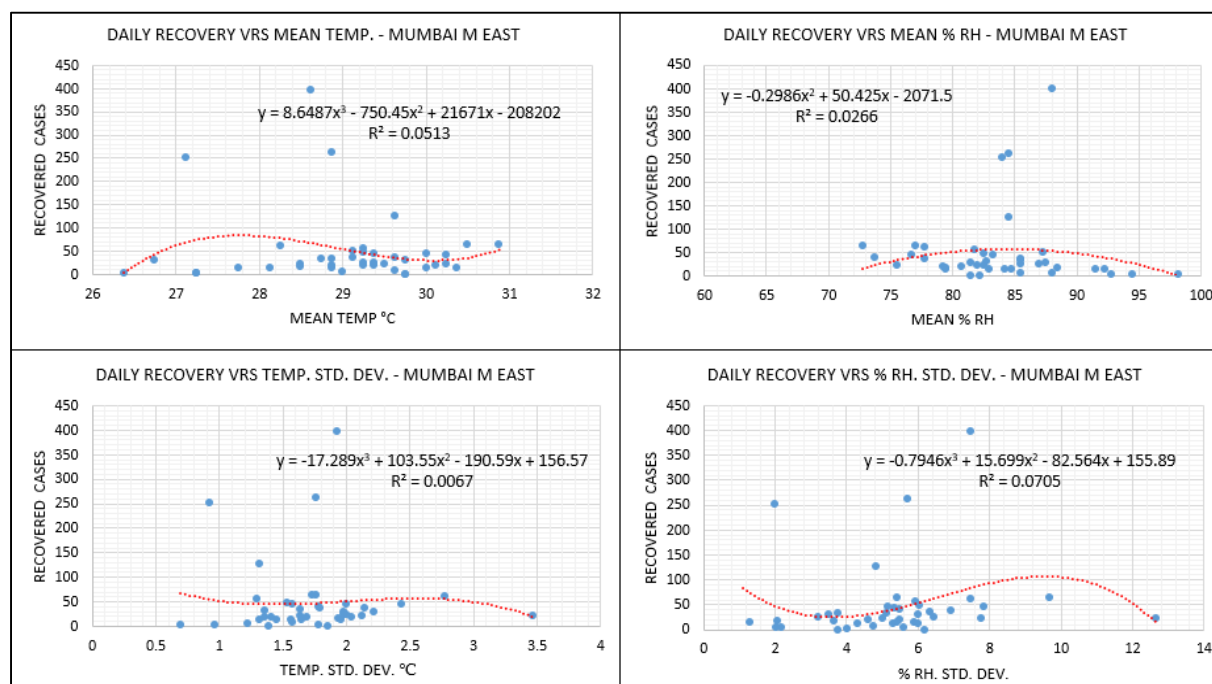 DAILY RECOVERY VRS MEAN TEMP. - MUMBAI M EAST
RECOVERED CASES
450
400
350
300
250
200
150
100
50
0
y = 8.6487x³ - 750.45x² + 21671x - 208202
R² = 0.0513
26 27 28 29 30 31 32
MEAN TEMP °C
DAILY RECOVERY VRS MEAN % RH - MUMBAI M EAST
RECOVERED CASES
450
400
350
300
250
200
150
100
50
0
y = -0.2986x² + 50.425x - 2071.5
R² = 0.0266
60 65 70 75 80 85 90 95 100
MEAN % RH
DAILY RECOVERY VRS TEMP. STD. DEV. - MUMBAI M EAST
RECOVERED CASES
450
400
350
300
250
200
150
100
50
0
y = -17.289x³ + 103.55x² - 190.59x + 156.57
R² = 0.0067
0 0.5 1 1.5 2 2.5 3 3.5 4
TEMP. STD. DEV. °C
DAILY RECOVERY VRS % RH. STD. DEV. - MUMBAI M EAST
RECOVERED CASES
450
400
350
300
250
200
150
100
50
0
y = -0.7946x³ + 15.699x² - 82.564x + 155.89
R² = 0.0705
0 2 4 6 8 10 12 14
% RH. STD. DEV.